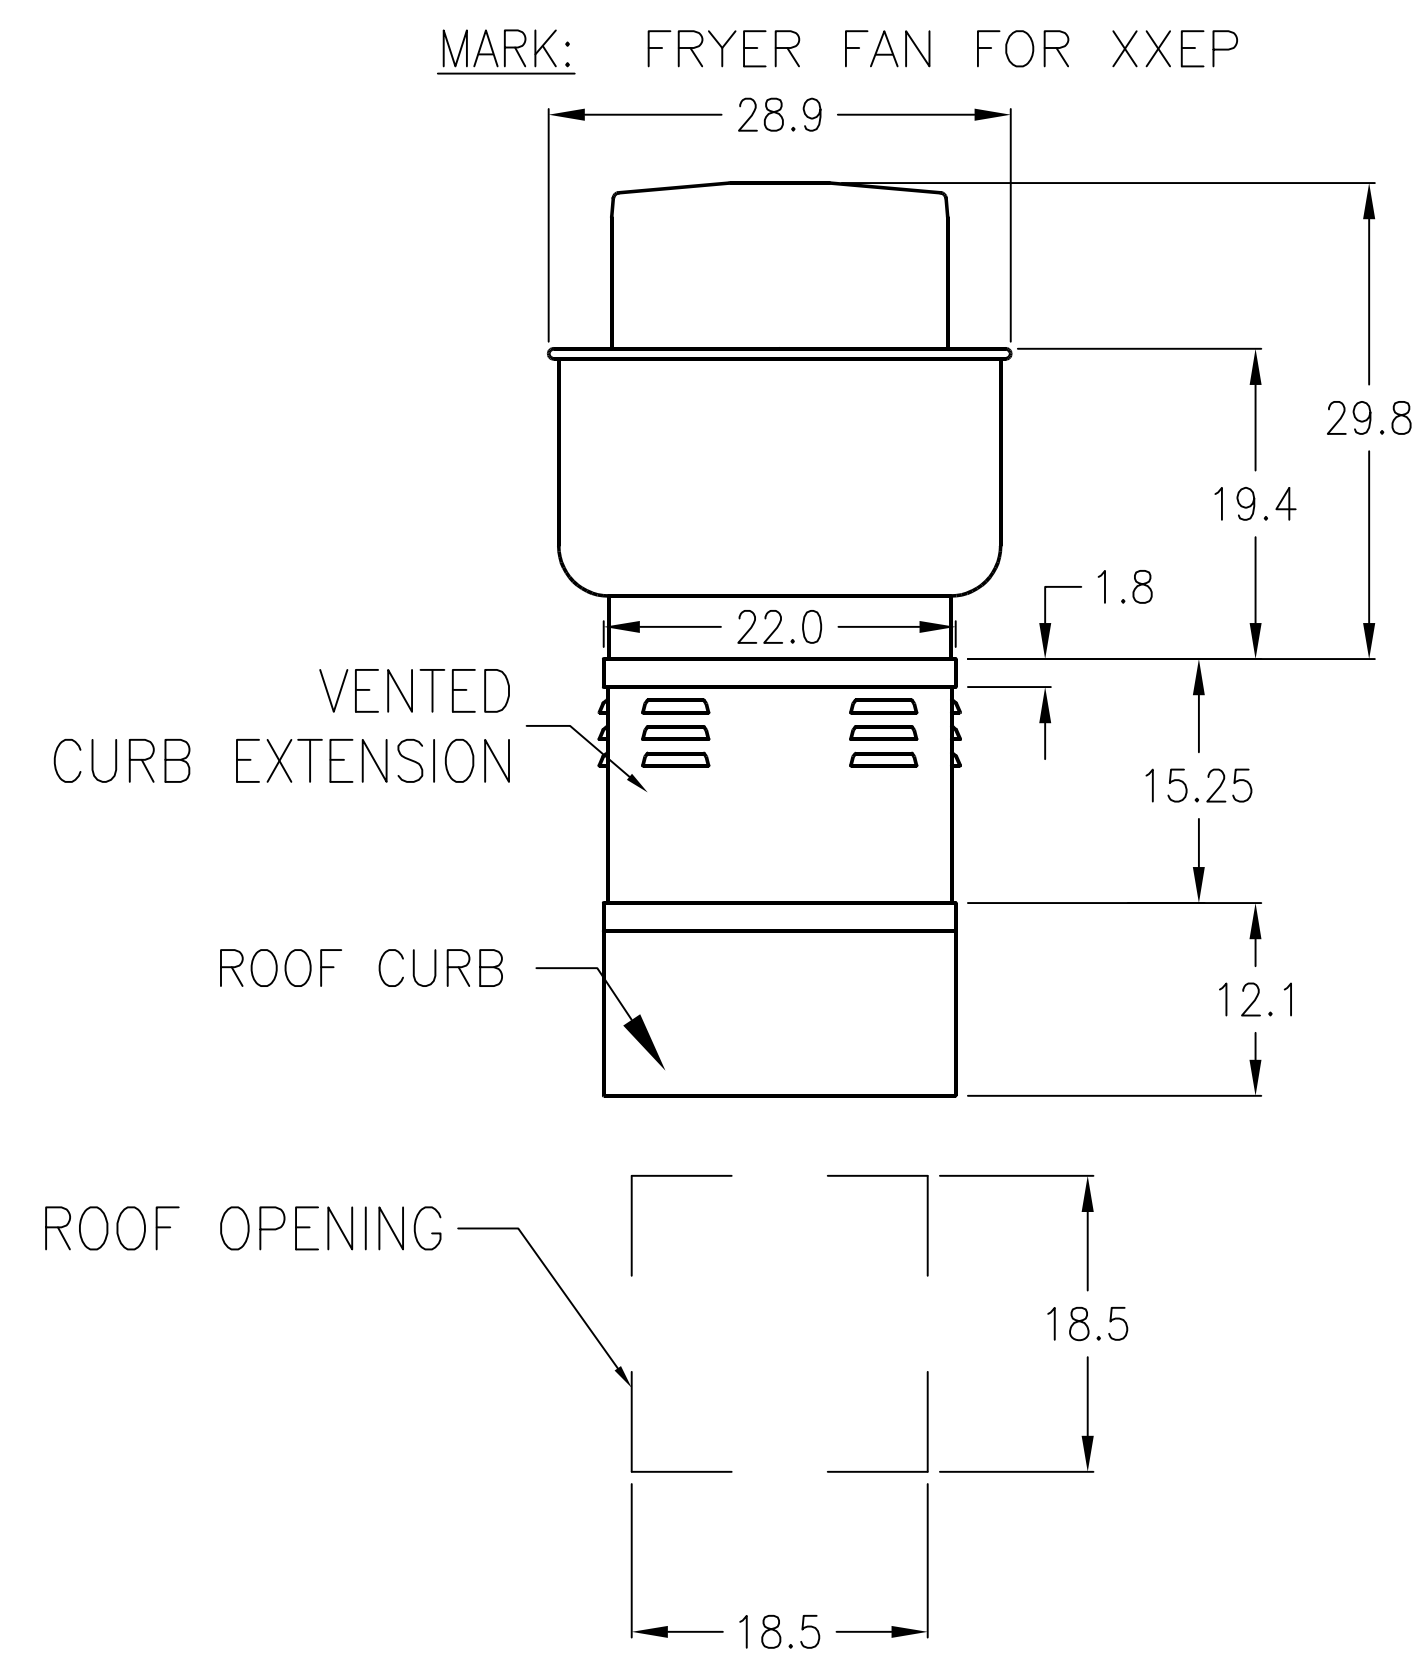 MARK: FRYER FAN FOR XXEP
28.9
29.8
19.4
1.8
22.0
VENTED
CURB EXTENSION
15.25
ROOF CURB
12.1
ROOF OPENING
18.5
18.5